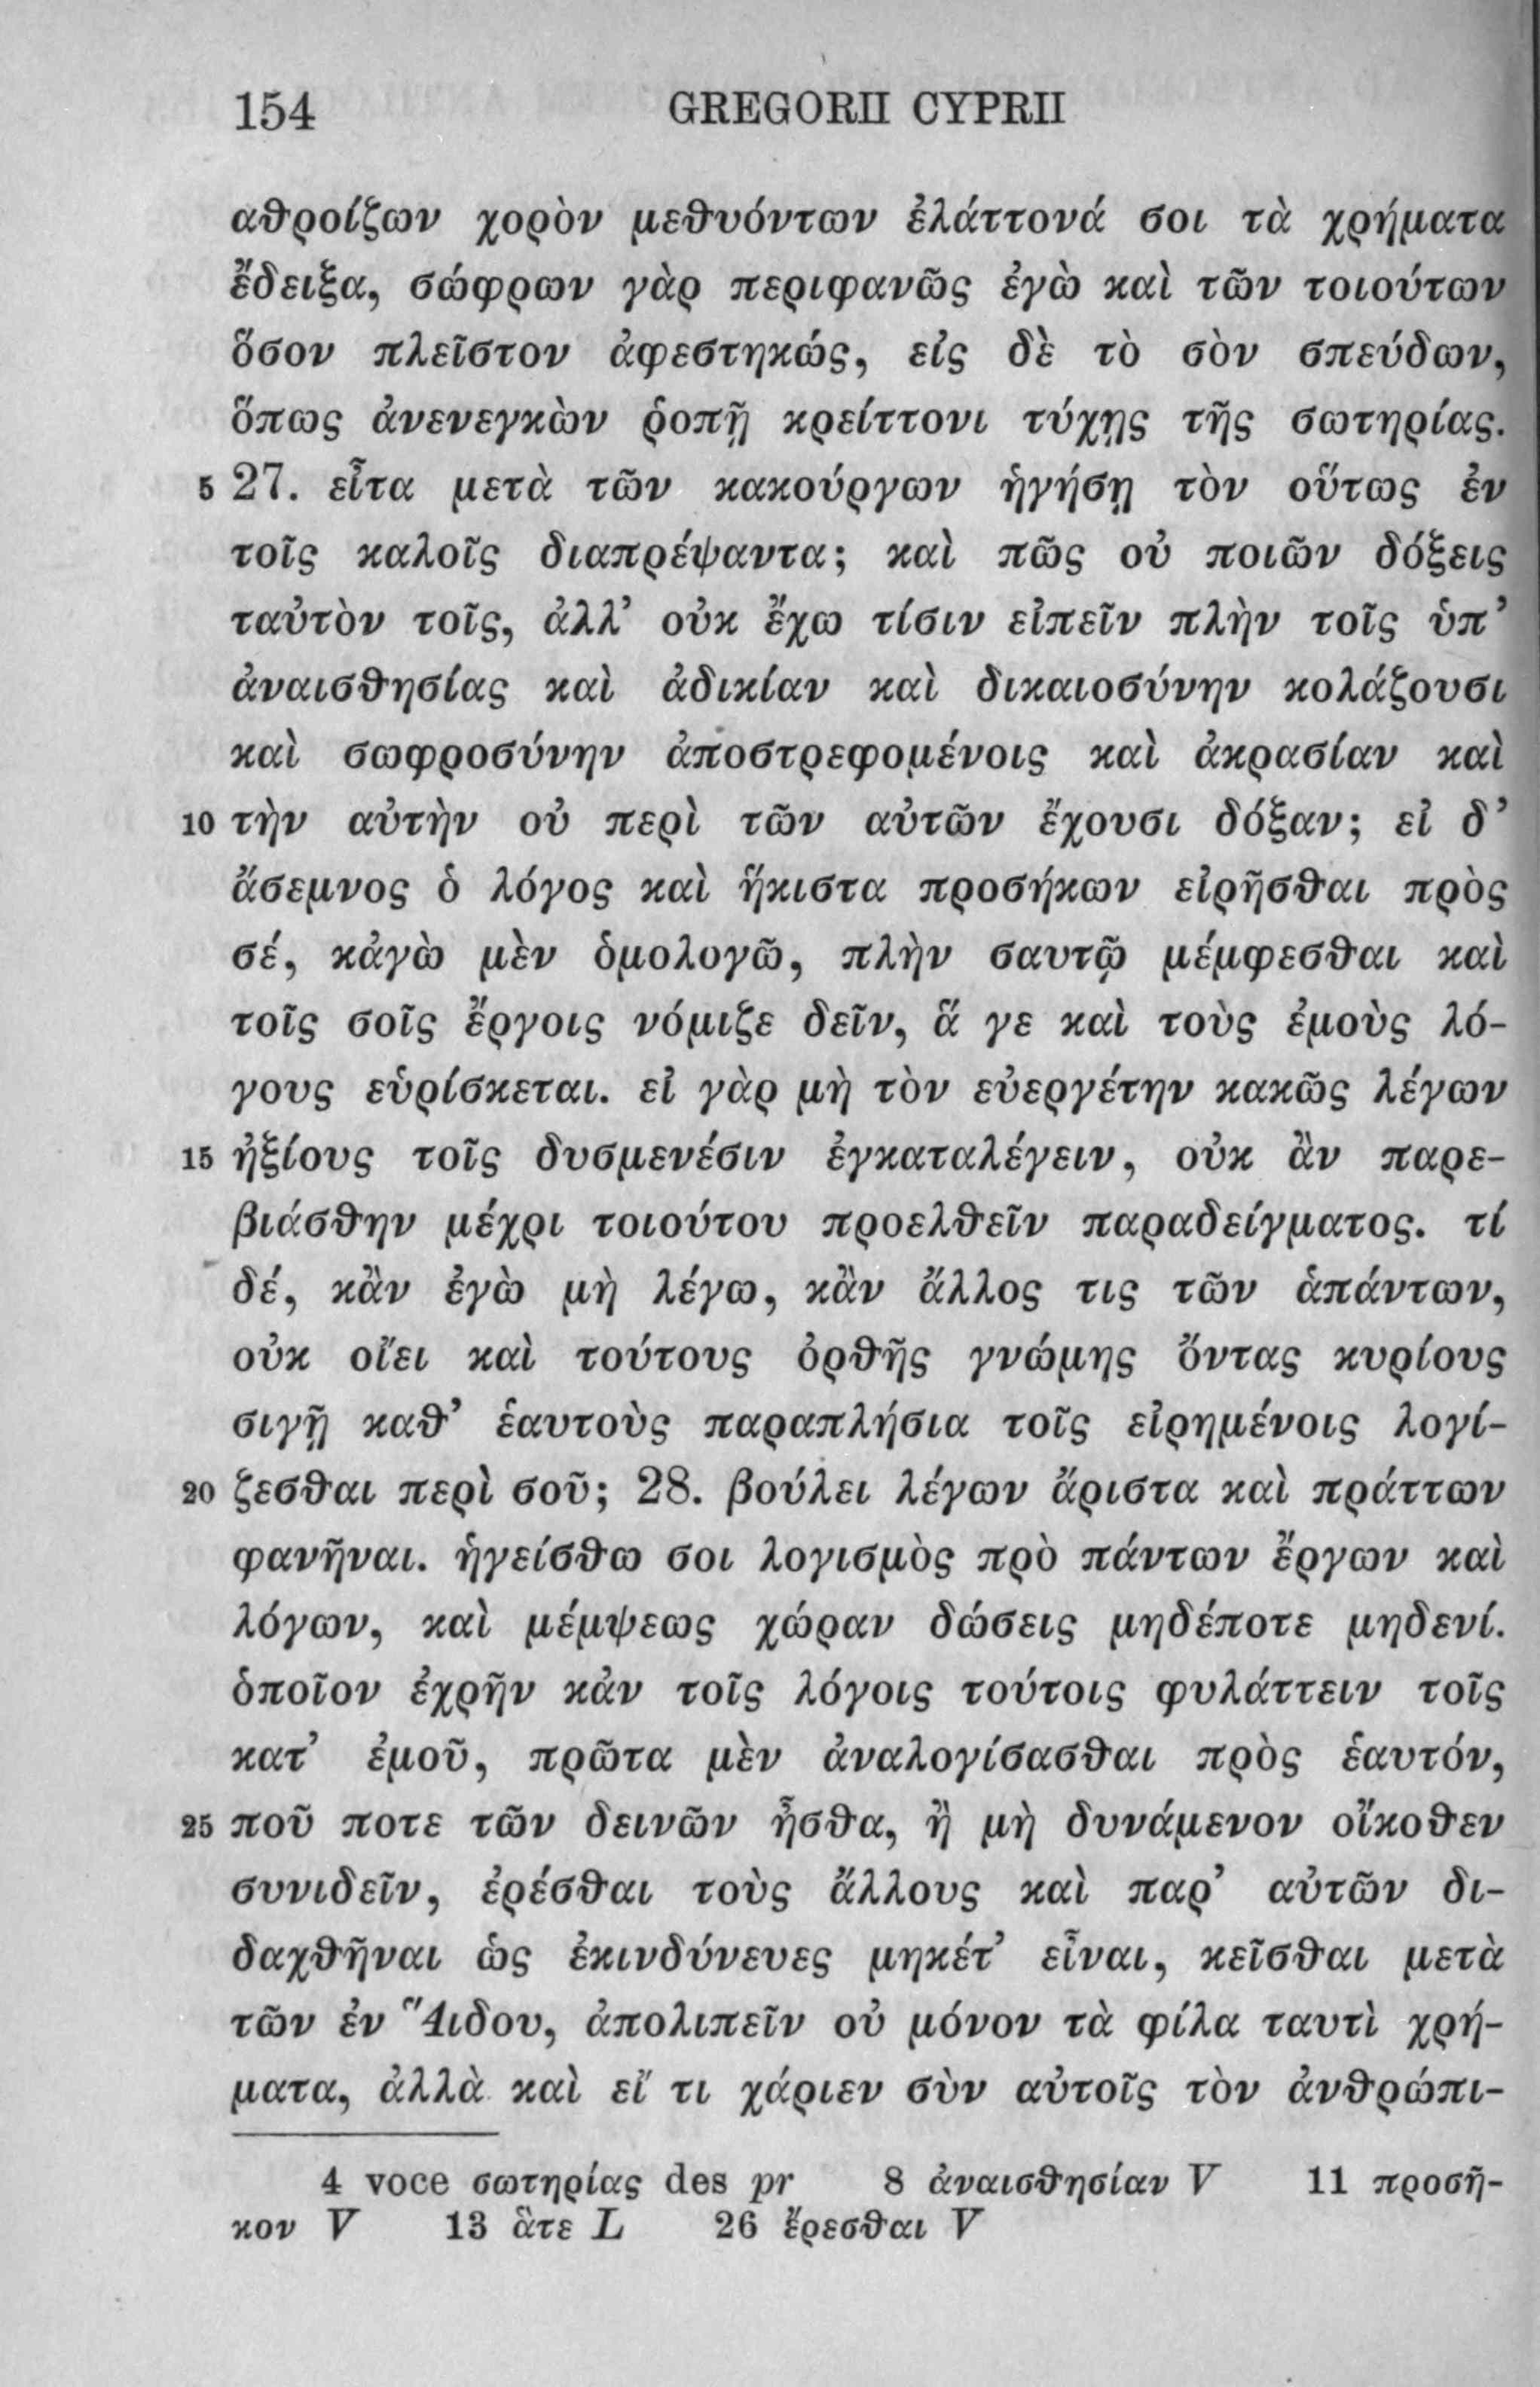 154 GREGORII CYPRII
αθροίζων χορὸν μεθυόντων ἐλάττονά σοι τὰ χρήματα
ἔδειξα, σώφρων γὰρ περιφανῶς ἐγὼ καὶ τῶν τοιούτων
ὅσον πλεῖστον ἀφεστηκώς, εἰς δὲ τὸ σὸν σπεύδων,
ὅπως ἀνενεγκὼν ῥοπῇ κρείττονι τύχῃς τῆς σωτηρίας.
5 27. εἶτα μετὰ τῶν κακούργων ἡγήσῃ τὸν οὕτως ἐν
τοῖς καλοῖς διαπρέψαντα; καὶ πῶς οὐ ποιῶν δόξεις
ταὐτὸν τοῖς, ἀλλ’ οὐκ ἔχω τίσιν εἰπεῖν πλὴν τοῖς ὑπ’
ἀναισθησίας καὶ ἀδικίαν καὶ δικαιοσύνην κολάζουσι
καὶ σωφροσύνην ἀποστρεφομένοις καὶ ἀκρασίαν καὶ
10 τὴν αὐτὴν οὐ περὶ τῶν αὐτῶν ἔχουσι δόξαν; εἰ δ’
ἄσεμνος ὁ λόγος καὶ ἥκιστα προσήκων εἰρῆσθαι πρὸς
σέ, κἀγὼ μὲν ὁμολογῶ, πλὴν σαυτῷ μέμφεσθαι καὶ
τοῖς σοῖς ἔργοις νόμιζε δεῖν, ἅ γε καὶ τοὺς ἐμοὺς λό-
γους εὑρίσκεται. εἰ γὰρ μὴ τὸν εὐεργέτην κακῶς λέγων
15 ἠξίους τοῖς δυσμενέσιν ἐγκαταλέγειν, οὐκ ἂν παρε-
βιάσθην μέχρι τοιούτου προελθεῖν παραδείγματος. τί
δέ, κἂν ἐγὼ μὴ λέγω, κἂν ἄλλος τις τῶν ἁπάντων,
οὐκ οἴει καὶ τούτους ὀρθῆς γνώμης ὄντας κυρίους
σιγῇ καθ’ ἑαυτοὺς παραπλήσια τοῖς εἰρημένοις λογί-
20 ζεσθαι περὶ σοῦ; 28. βούλει λέγων ἄριστα καὶ πράττων
φανῆναι. ἡγείσθω σοι λογισμὸς πρὸ πάντων ἔργων καὶ
λόγων, καὶ μέμψεως χώραν δώσεις μηδέποτε μηδενί.
ὁποῖον ἐχρῆν κἀν τοῖς λόγοις τούτοις φυλάττειν τοῖς
κατ’ ἐμοῦ, πρῶτα μὲν ἀναλογίσασθαι πρὸς ἑαυτόν,
25 ποῦ ποτε τῶν δεινῶν ἦσθα, ἢ μὴ δυνάμενον οἴκοθεν
συνιδεῖν, ἐρέσθαι τοὺς ἄλλους καὶ παρ’ αὐτῶν δι-
δαχθῆναι ὡς ἐκινδύνευες μηκέτ’ εἶναι, κεῖσθαι μετὰ
τῶν ἐν Ἅιδου, ἀπολιπεῖν οὐ μόνον τὰ φίλα ταυτὶ χρή-
ματα, ἀλλὰ καὶ εἴ τι χάριεν σὺν αὐτοῖς τὸν ἀνθρώπι-
4 voce σωτηρίας des pr 8 ἀναισθησίαν V 11 προσῆ-
κον V 13 ἅτε L 26 ἔρεσθαι V